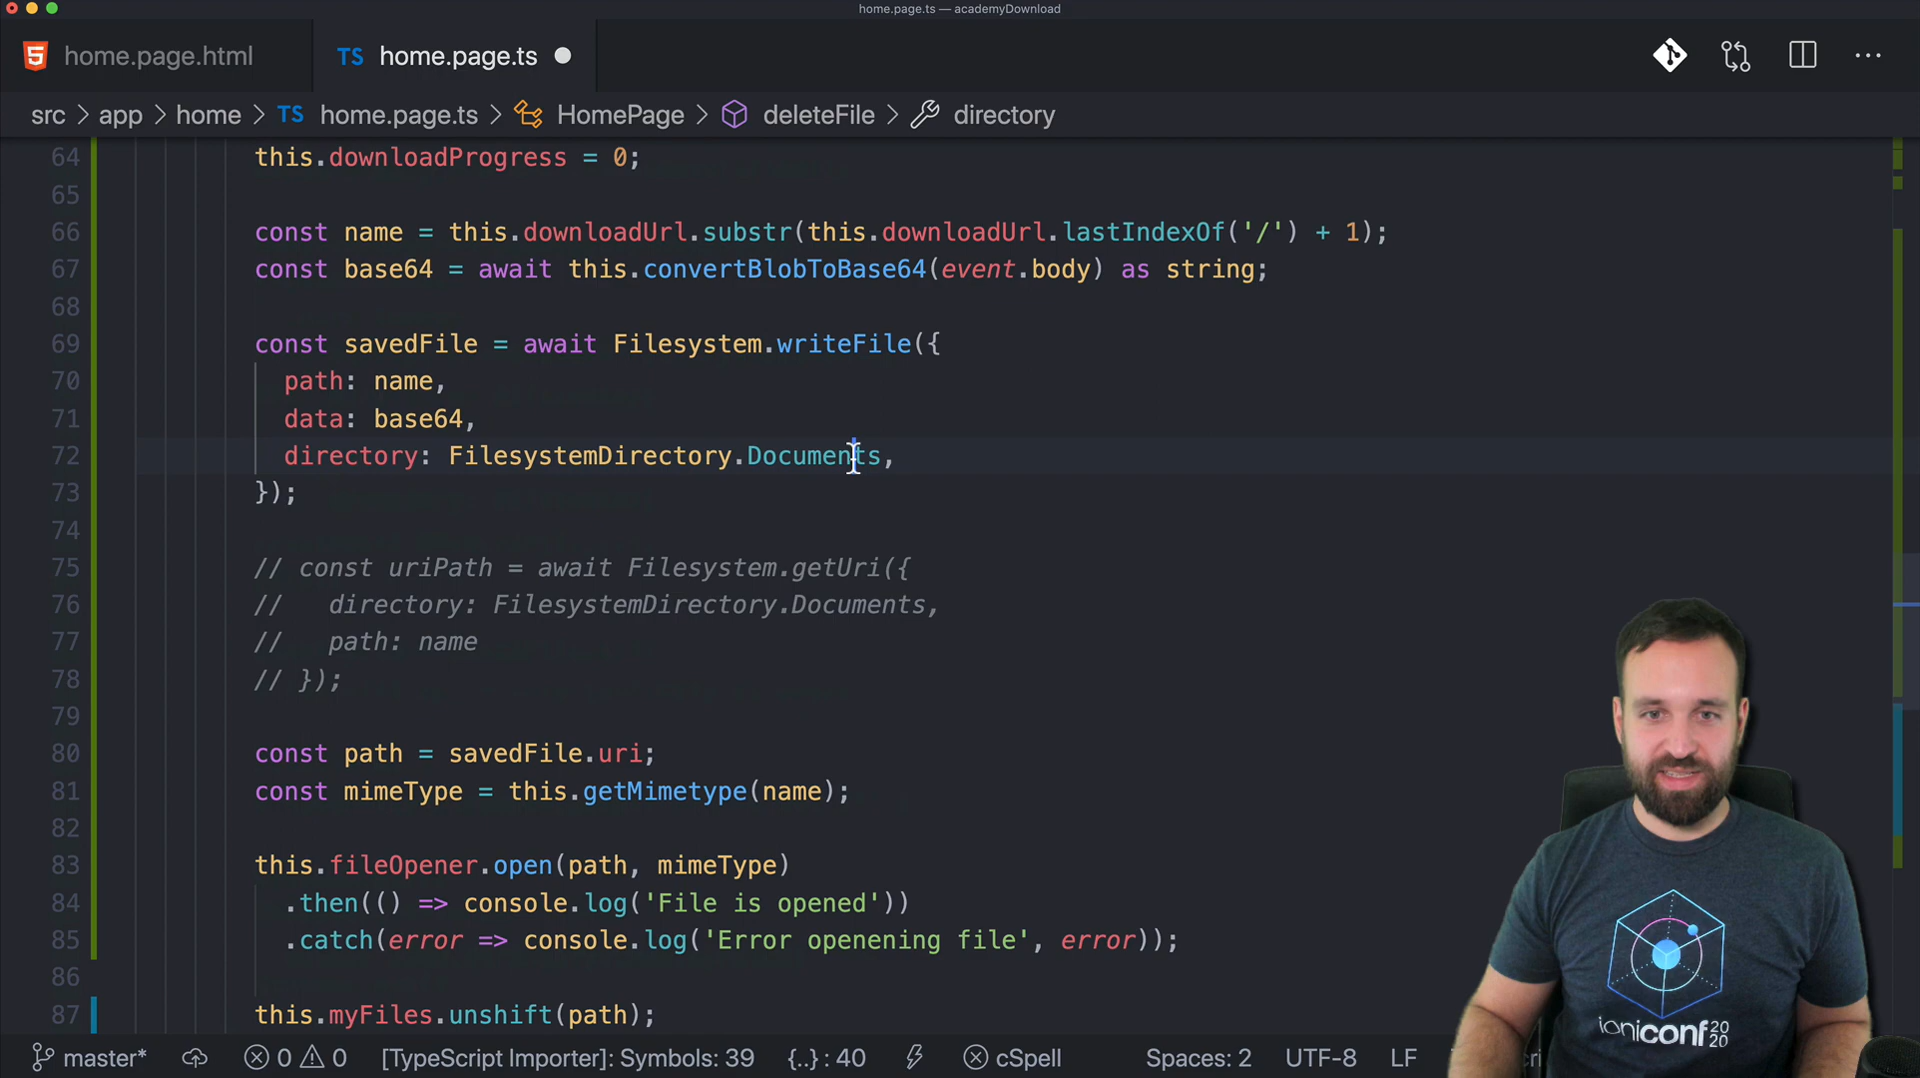 home.page.ts — academyDownload
home.page.html
TS home.page.ts
src > app > home > TS home.page.ts > HomePage > deleteFile > directory
64 this.downloadProgress = 0;
65
66 const name = this.downloadUrl.substr(this.downloadUrl.lastIndexOf('/') + 1);
67 const base64 = await this.convertBlobToBase64(event.body) as string;
68
69 const savedFile = await Filesystem.writeFile({
70 path: name,
71 data: base64,
72 directory: FilesystemDirectory.Documents,
73 });
74
75 // const uriPath = await Filesystem.getUri({
76 //   directory: FilesystemDirectory.Documents,
77 //   path: name
78 // });
79
80 const path = savedFile.uri;
81 const mimeType = this.getMimetype(name);
82
83 this.fileOpener.open(path, mimeType)
84 .then(() => console.log('File is opened'))
85 .catch(error => console.log('Error openening file', error));
86
87 this.myFiles.unshift(path);
ioniconf 20 20
master* 0 0 [TypeScript Importer]: Symbols: 39 {..} : 40 cSpell Spaces: 2 UTF-8 LF